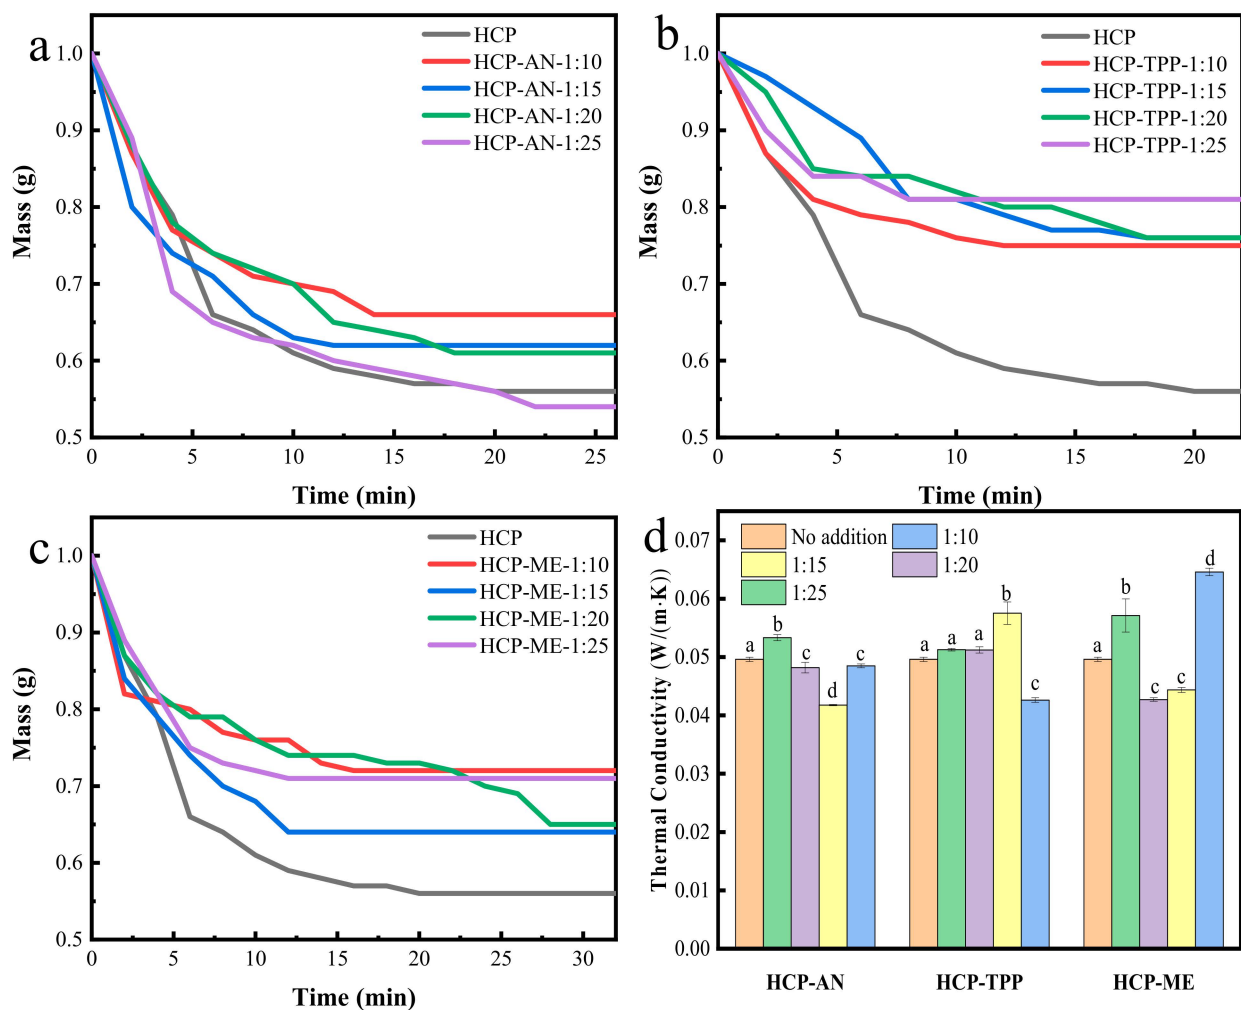 a
HCP
HCP-AN-1:10
HCP-AN-1:15
HCP-AN-1:20
HCP-AN-1:25
1.0
0.9
0.8
0.7
0.6
0.5
Mass (g)
0 5 10 15 20 25
Time (min)
b
HCP
HCP-TPP-1:10
HCP-TPP-1:15
HCP-TPP-1:20
HCP-TPP-1:25
1.0
0.9
0.8
0.7
0.6
0.5
Mass (g)
0 5 10 15 20
Time (min)
c
HCP
HCP-ME-1:10
HCP-ME-1:15
HCP-ME-1:20
HCP-ME-1:25
1.0
0.9
0.8
0.7
0.6
0.5
Mass (g)
0 5 10 15 20 25 30
Time (min)
d
No addition 1:10
1:15 1:20
1:25
0.07
0.06
0.05
0.04
0.03
0.02
0.01
0.00
Thermal Conductivity (W/(m·K))
a b c d c
a a a b c
a b c c d
HCP-AN HCP-TPP HCP-ME